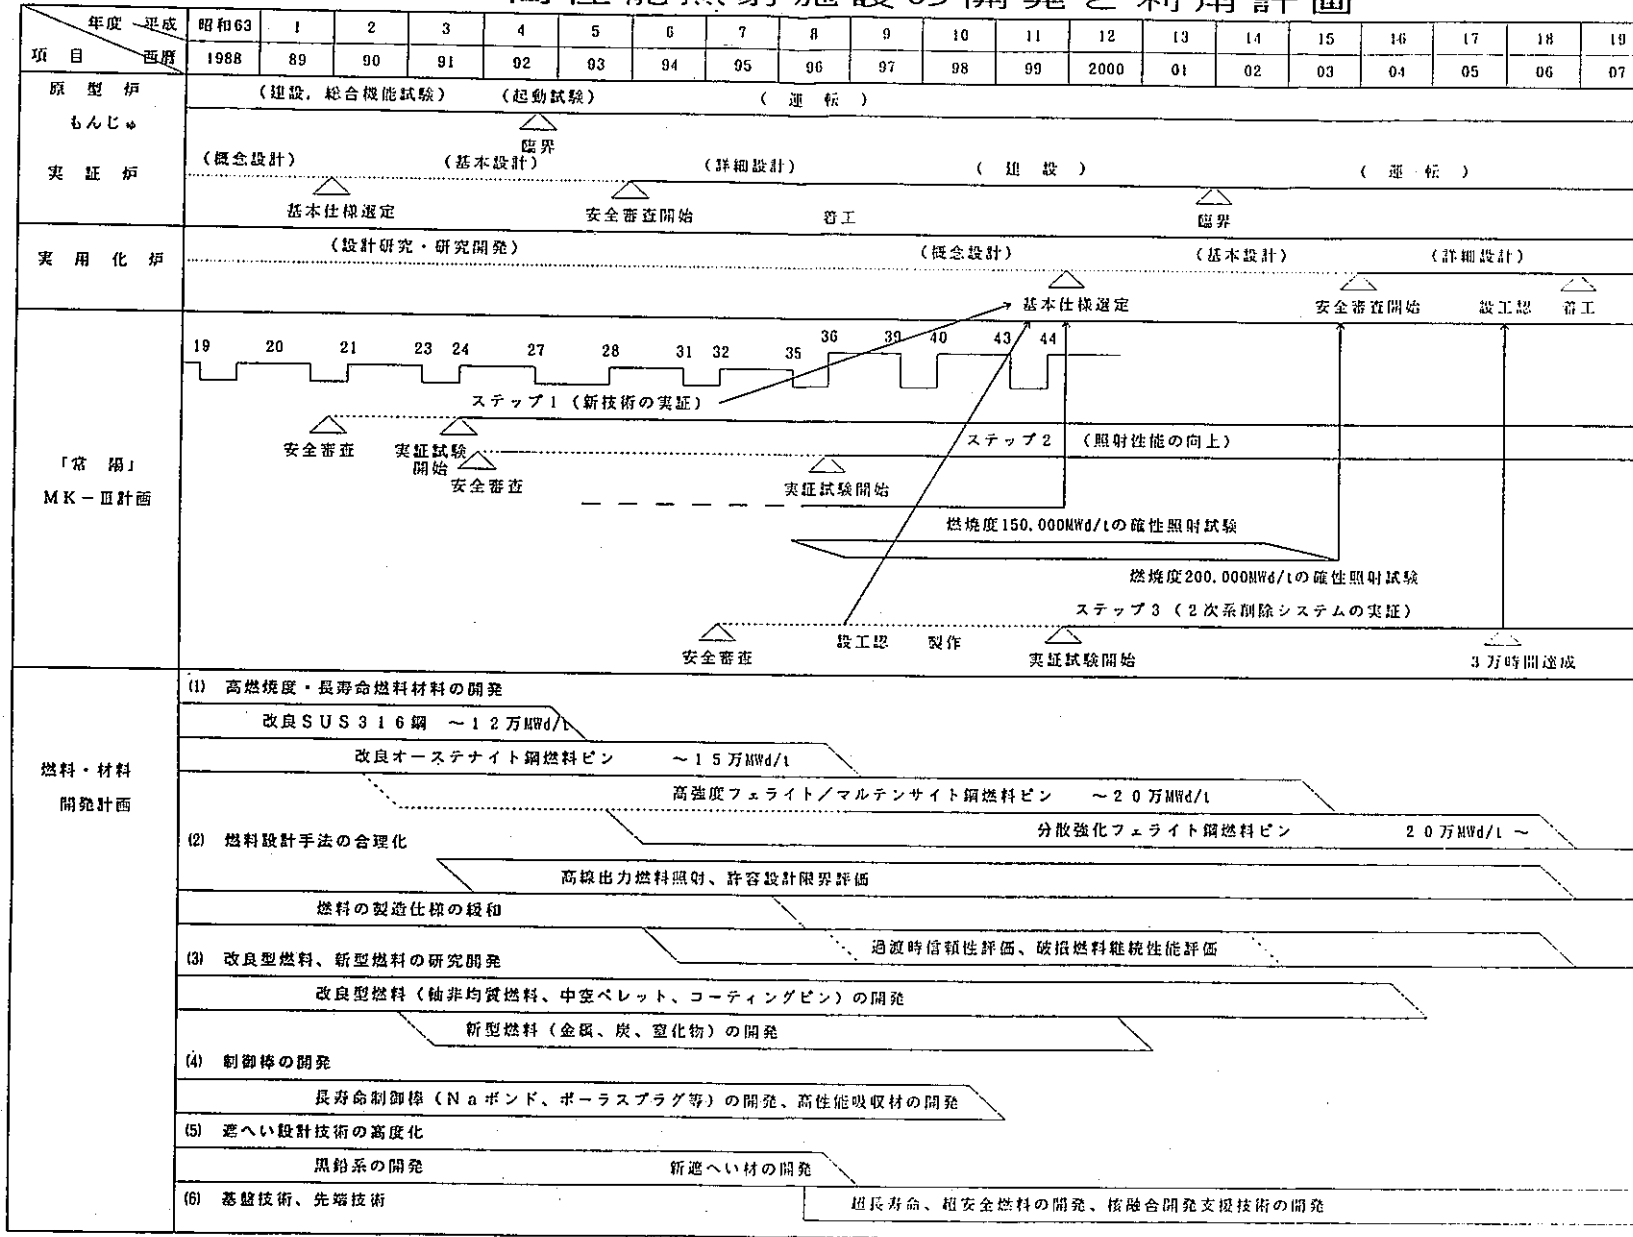 高性能照射施設の開発と利用計画
年度 平成 昭和63 1 2 3 4 5 6 7 8 9 10 11 12 13 14 15 16 17 18 19
項目 西暦 1988 89 90 91 92 93 94 95 96 97 98 99 2000 01 02 03 04 05 06 07
原型炉 (建設,総合機能試験) (起動試験) (運転)
もんじゅ
臨界
実証炉 (概念設計) (基本設計) (詳細設計) (建設) (運転)
基本仕様選定 安全審査開始 着工 臨界
実用化炉 (設計研究・研究開発) (概念設計) (基本設計) (詳細設計)
基本仕様選定 安全審査開始 設工認 着工
19 20 21 23 24 27 28 31 32 35 36 39 40 43 44
ステップ1(新技術の実証)
安全審査 実証試験開始
ステップ2 (照射性能の向上)
「常陽」
MK-Ⅲ計画
安全審査 実証試験開始
燃焼度150.000MWd/tの確性照射試験
燃焼度200.000MWd/tの確性照射試験
ステップ3(2次系削除システムの実証)
安全審査 設工認 製作 実証試験開始 3万時間達成
燃料・材料
開発計画
(1) 高燃焼度・長寿命燃料材料の開発
改良SUS316鋼 ~12万MWd/t
改良オーステナイト鋼燃料ピン ~15万MWd/t
高強度フェライト/マルテンサイト鋼燃料ピン ~20万MWd/t
分散強化フェライト鋼燃料ピン 20万MWd/t~
(2) 燃料設計手法の合理化
高線出力燃料照射、許容設計限界評価
燃料の製造仕様の緩和
過渡時信頼性評価、破損燃料継続性能評価
(3) 改良型燃料、新型燃料の研究開発
改良型燃料(軸非均質燃料、中空ペレット、コーティングピン)の開発
新型燃料(金属、炭、窒化物)の開発
(4) 制御棒の開発
長寿命制御棒(Naボンド、ポーラスプラグ等)の開発、高性能吸収材の開発
(5) 遮へい設計技術の高度化
黒鉛系の開発 新遮へい材の開発
(6) 基盤技術、先端技術
超長寿命、超安全燃料の開発、核融合開発支援技術の開発